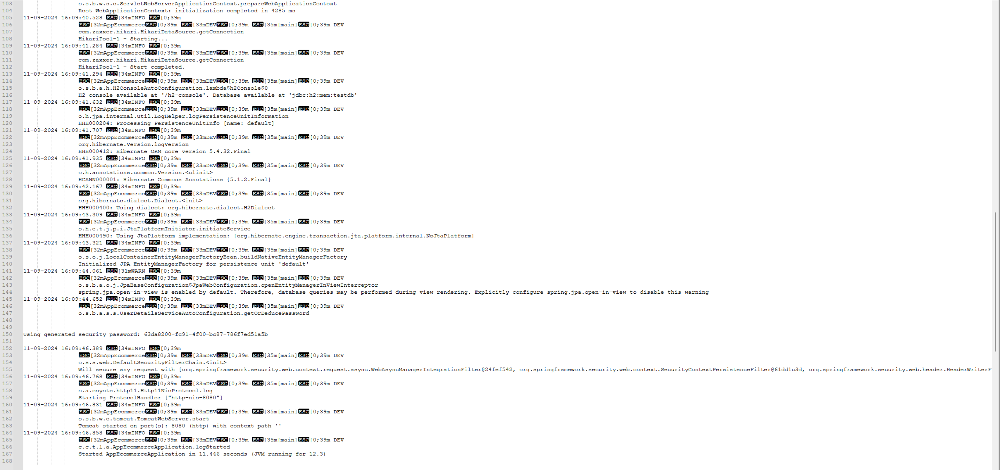 103 o.s.b.w.s.c.ServletWebServerApplicationContext.prepareWebApplicationContext
104 Root WebApplicationContext: initialization completed in 4285 ms
105 11-09-2024 16:09:40.528 ESC[34mINFO ESC[0;39m
106 ESC[32mAppEcommerceESC[0;39m ESC[33mDEVESC[0;39m ESC[35m[main]ESC[0;39m DEV
107 com.zaxxer.hikari.HikariDataSource.getConnection
108 HikariPool-1 - Starting...
109 11-09-2024 16:09:41.284 ESC[34mINFO ESC[0;39m
110 ESC[32mAppEcommerceESC[0;39m ESC[33mDEVESC[0;39m ESC[35m[main]ESC[0;39m DEV
111 com.zaxxer.hikari.HikariDataSource.getConnection
112 HikariPool-1 - Start completed.
113 11-09-2024 16:09:41.294 ESC[34mINFO ESC[0;39m
114 ESC[32mAppEcommerceESC[0;39m ESC[33mDEVESC[0;39m ESC[35m[main]ESC[0;39m DEV
115 o.s.b.a.h.H2ConsoleAutoConfiguration.lambda$h2Console$0
116 H2 console available at '/h2-console'. Database available at 'jdbc:h2:mem:testdb'
117 11-09-2024 16:09:41.632 ESC[34mINFO ESC[0;39m
118 ESC[32mAppEcommerceESC[0;39m ESC[33mDEVESC[0;39m ESC[35m[main]ESC[0;39m DEV
119 o.h.jpa.internal.util.LogHelper.logPersistenceUnitInformation
120 HHH000204: Processing PersistenceUnitInfo [name: default]
121 11-09-2024 16:09:41.707 ESC[34mINFO ESC[0;39m
122 ESC[32mAppEcommerceESC[0;39m ESC[33mDEVESC[0;39m ESC[35m[main]ESC[0;39m DEV
123 org.hibernate.Version.logVersion
124 HHH000412: Hibernate ORM core version 5.4.32.Final
125 11-09-2024 16:09:41.935 ESC[34mINFO ESC[0;39m
126 ESC[32mAppEcommerceESC[0;39m ESC[33mDEVESC[0;39m ESC[35m[main]ESC[0;39m DEV
127 o.h.annotations.common.Version.<clinit>
128 HCANN000001: Hibernate Commons Annotations {5.1.2.Final}
129 11-09-2024 16:09:42.167 ESC[34mINFO ESC[0;39m
130 ESC[32mAppEcommerceESC[0;39m ESC[33mDEVESC[0;39m ESC[35m[main]ESC[0;39m DEV
131 org.hibernate.dialect.Dialect.<init>
132 HHH000400: Using dialect: org.hibernate.dialect.H2Dialect
133 11-09-2024 16:09:43.309 ESC[34mINFO ESC[0;39m
134 ESC[32mAppEcommerceESC[0;39m ESC[33mDEVESC[0;39m ESC[35m[main]ESC[0;39m DEV
135 o.h.e.t.j.p.i.JtaPlatformInitiator.initiateService
136 HHH000490: Using JtaPlatform implementation: [org.hibernate.engine.transaction.jta.platform.internal.NoJtaPlatform]
137 11-09-2024 16:09:43.321 ESC[34mINFO ESC[0;39m
138 ESC[32mAppEcommerceESC[0;39m ESC[33mDEVESC[0;39m ESC[35m[main]ESC[0;39m DEV
139 o.s.o.j.LocalContainerEntityManagerFactoryBean.buildNativeEntityManagerFactory
140 Initialized JPA EntityManagerFactory for persistence unit 'default'
141 11-09-2024 16:09:44.061 ESC[31mWARN ESC[0;39m
142 ESC[32mAppEcommerceESC[0;39m ESC[33mDEVESC[0;39m ESC[35m[main]ESC[0;39m DEV
143 o.s.b.a.o.j.JpaBaseConfiguration$JpaWebConfiguration.openEntityManagerInViewInterceptor
144 spring.jpa.open-in-view is enabled by default. Therefore, database queries may be performed during view rendering. Explicitly configure spring.jpa.open-in-view to disable this warning
145 11-09-2024 16:09:44.652 ESC[34mINFO ESC[0;39m
146 ESC[32mAppEcommerceESC[0;39m ESC[33mDEVESC[0;39m ESC[35m[main]ESC[0;39m DEV
147 o.s.b.a.s.s.UserDetailsServiceAutoConfiguration.getOrDeducePassword
148
149
150 Using generated security password: 63da8200-fc91-4f00-bc87-786f7ed51a5b
151
152 11-09-2024 16:09:46.389 ESC[34mINFO ESC[0;39m
153 ESC[32mAppEcommerceESC[0;39m ESC[33mDEVESC[0;39m ESC[35m[main]ESC[0;39m DEV
154 o.s.s.web.DefaultSecurityFilterChain.<init>
155 Will secure any request with [org.springframework.security.web.context.request.async.WebAsyncManagerIntegrationFilter@24fef542, org.springframework.security.web.context.SecurityContextPersistenceFilter@61dd1c3d, org.springframework.security.web.header.HeaderWriterF
156 11-09-2024 16:09:46.768 ESC[34mINFO ESC[0;39m
157 ESC[32mAppEcommerceESC[0;39m ESC[33mDEVESC[0;39m ESC[35m[main]ESC[0;39m DEV
158 o.a.coyote.http11.Http11NioProtocol.log
159 Starting ProtocolHandler ["http-nio-8080"]
160 11-09-2024 16:09:46.831 ESC[34mINFO ESC[0;39m
161 ESC[32mAppEcommerceESC[0;39m ESC[33mDEVESC[0;39m ESC[35m[main]ESC[0;39m DEV
162 o.s.b.w.e.tomcat.TomcatWebServer.start
163 Tomcat started on port(s): 8080 (http) with context path ''
164 11-09-2024 16:09:46.858 ESC[34mINFO ESC[0;39m
165 ESC[32mAppEcommerceESC[0;39m ESC[33mDEVESC[0;39m ESC[35m[main]ESC[0;39m DEV
166 c.c.t.l.a.AppEcommerceApplication.logStarted
167 Started AppEcommerceApplication in 11.446 seconds (JVM running for 12.3)
168